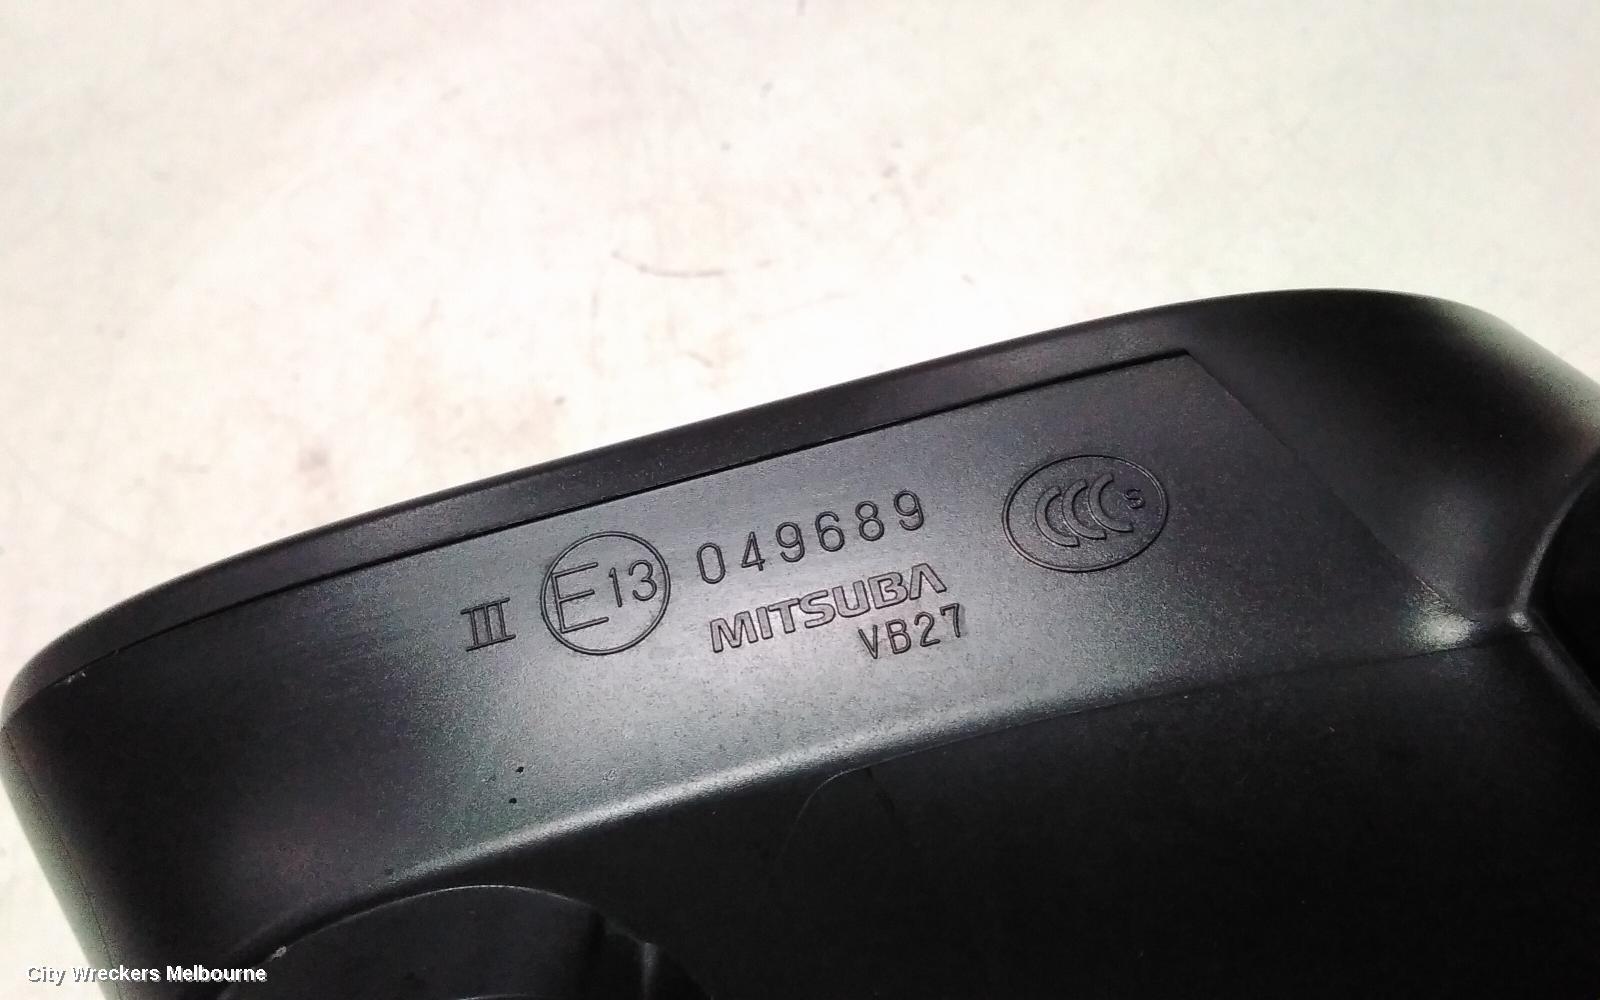 III E13 049689 CCC S
MITSUBA
VB27
City Wreckers Melbourne